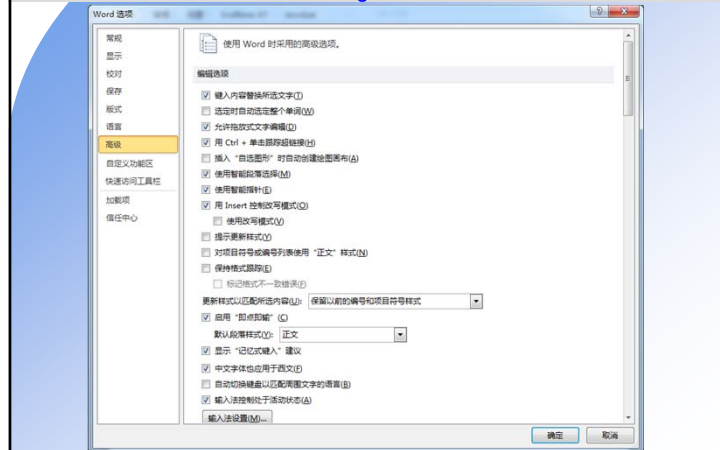 Word 选项
常规
显示
校对
保存
版式
语言
高级
自定义功能区
快速访问工具栏
加载项
信任中心
使用 Word 时采用的高级选项。
编辑选项
键入内容替换所选文字(T)
选定时自动选定整个单词(W)
允许拖放式文字编辑(D)
用 Ctrl + 单击跟踪超链接(H)
插入“自选图形”时自动创建绘图画布(A)
使用智能段落选择(M)
使用智能指针(E)
用 Insert 控制改写模式(O)
使用改写模式(V)
提示更新样式(Y)
对项目符号或编号列表使用“正文”样式(N)
保持格式跟踪(E)
标记格式不一致错误(F)
更新样式以匹配所选内容(U): 保留以前的编号和项目符号样式
启用“即点即输”(C)
默认段落样式(Y): 正文
显示“记忆式键入”建议
中文字体也应用于西文(F)
自动切换键盘以匹配周围文字的语言(B)
输入法控制处于活动状态(A)
输入法设置(M)...
确定 取消